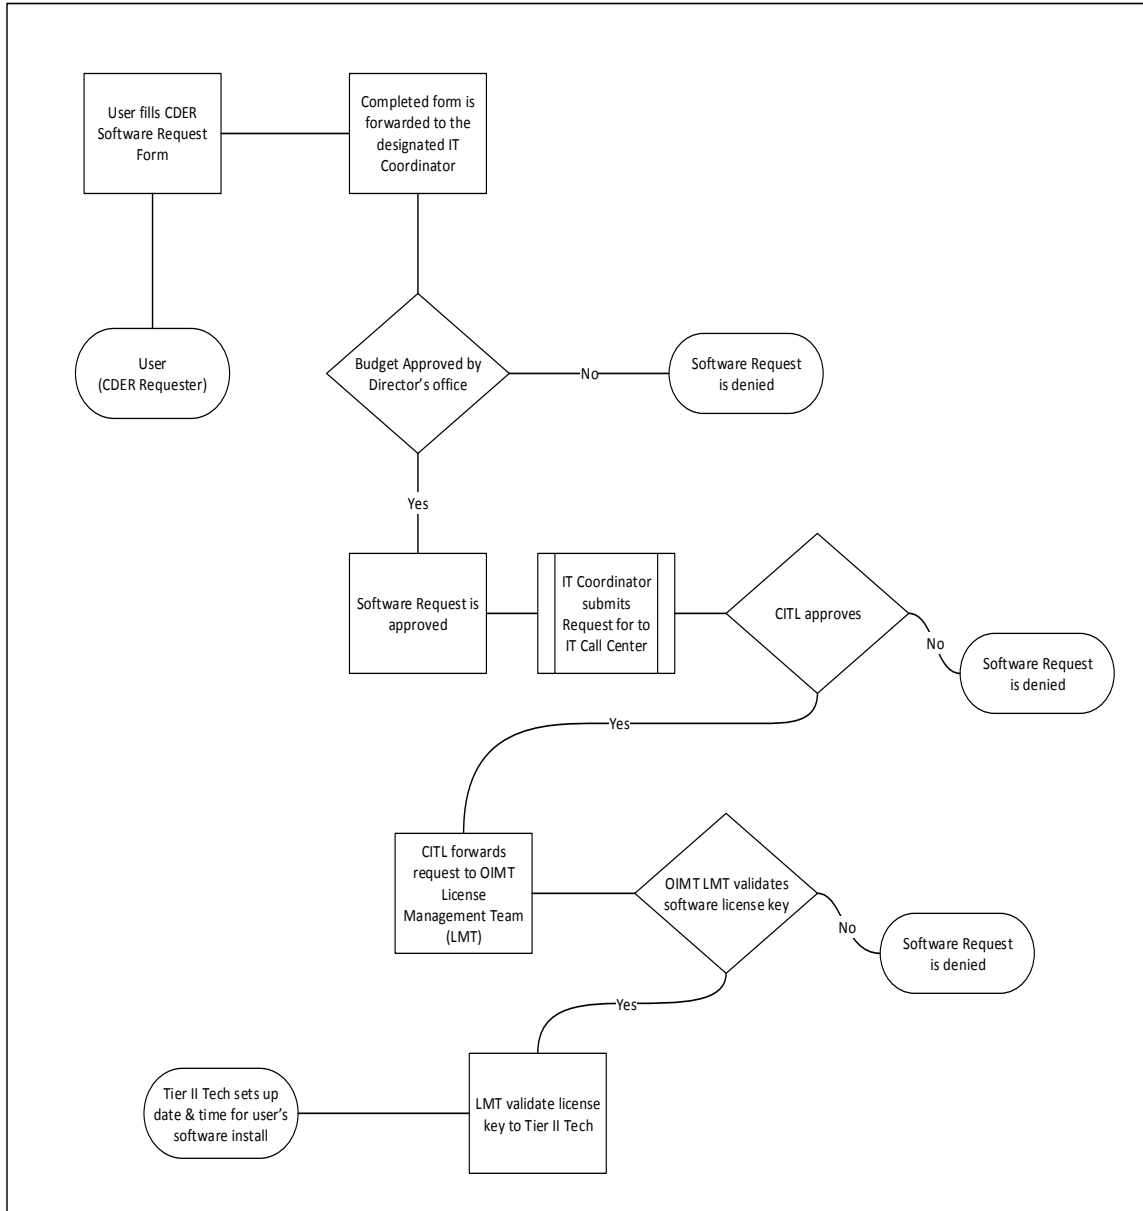 User fills CDER
Software Request
Form
Completed form is
forwarded to the
designated IT
Coordinator
User
(CDER Requester)
Budget Approved by
Director's office
No
Software Request
is denied
Yes
Software Request is
approved
IT Coordinator
submits
Request for to
IT Call Center
CITL approves
No
Software Request
is denied
Yes
CITL forwards
request to OIMT
License
Management Team
(LMT)
OIMT LMT validates
software license key
No
Software Request
is denied
Yes
LMT validate license
key to Tier II Tech
Tier II Tech sets up
date & time for user's
software install